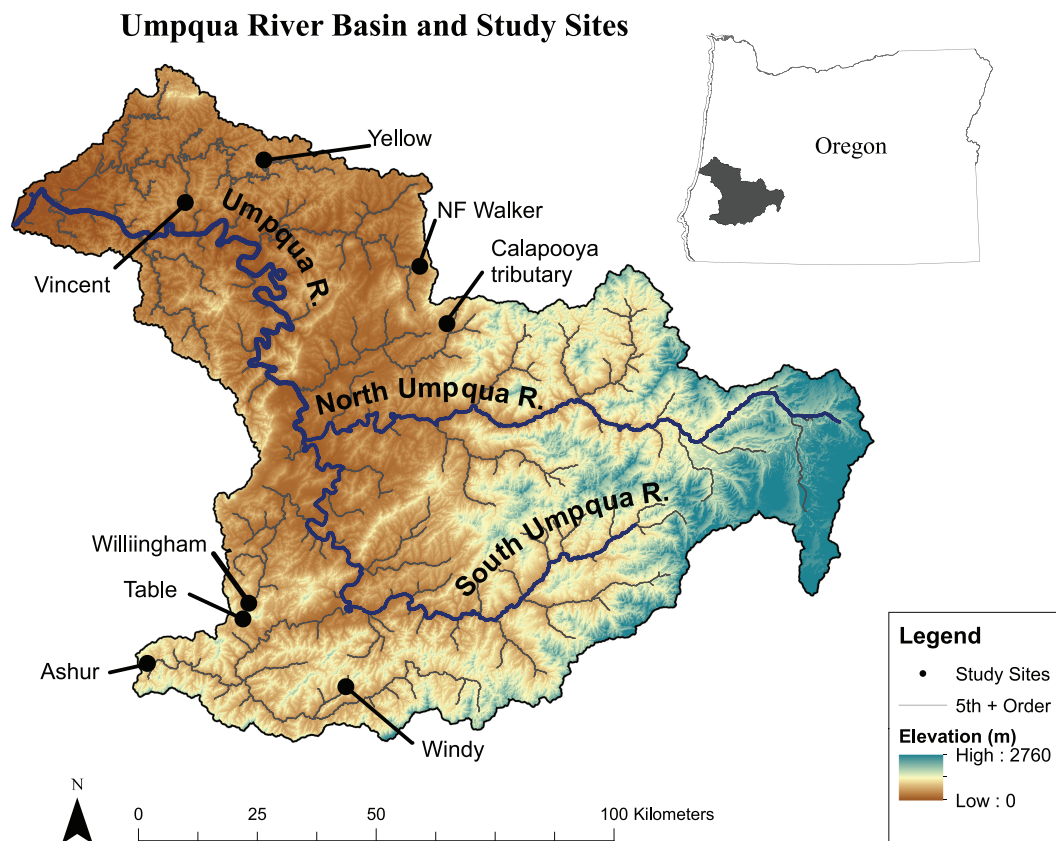 Umpqua River Basin and Study Sites
Oregon
Yellow
NF Walker
Calapooya
tributary
Vincent
Umpqua R.
North Umpqua R.
South Umpqua R.
Williingham
Table
Ashur
Windy
Legend
Study Sites
5th + Order
Elevation (m)
High : 2760
Low : 0
N
0 25 50 100 Kilometers